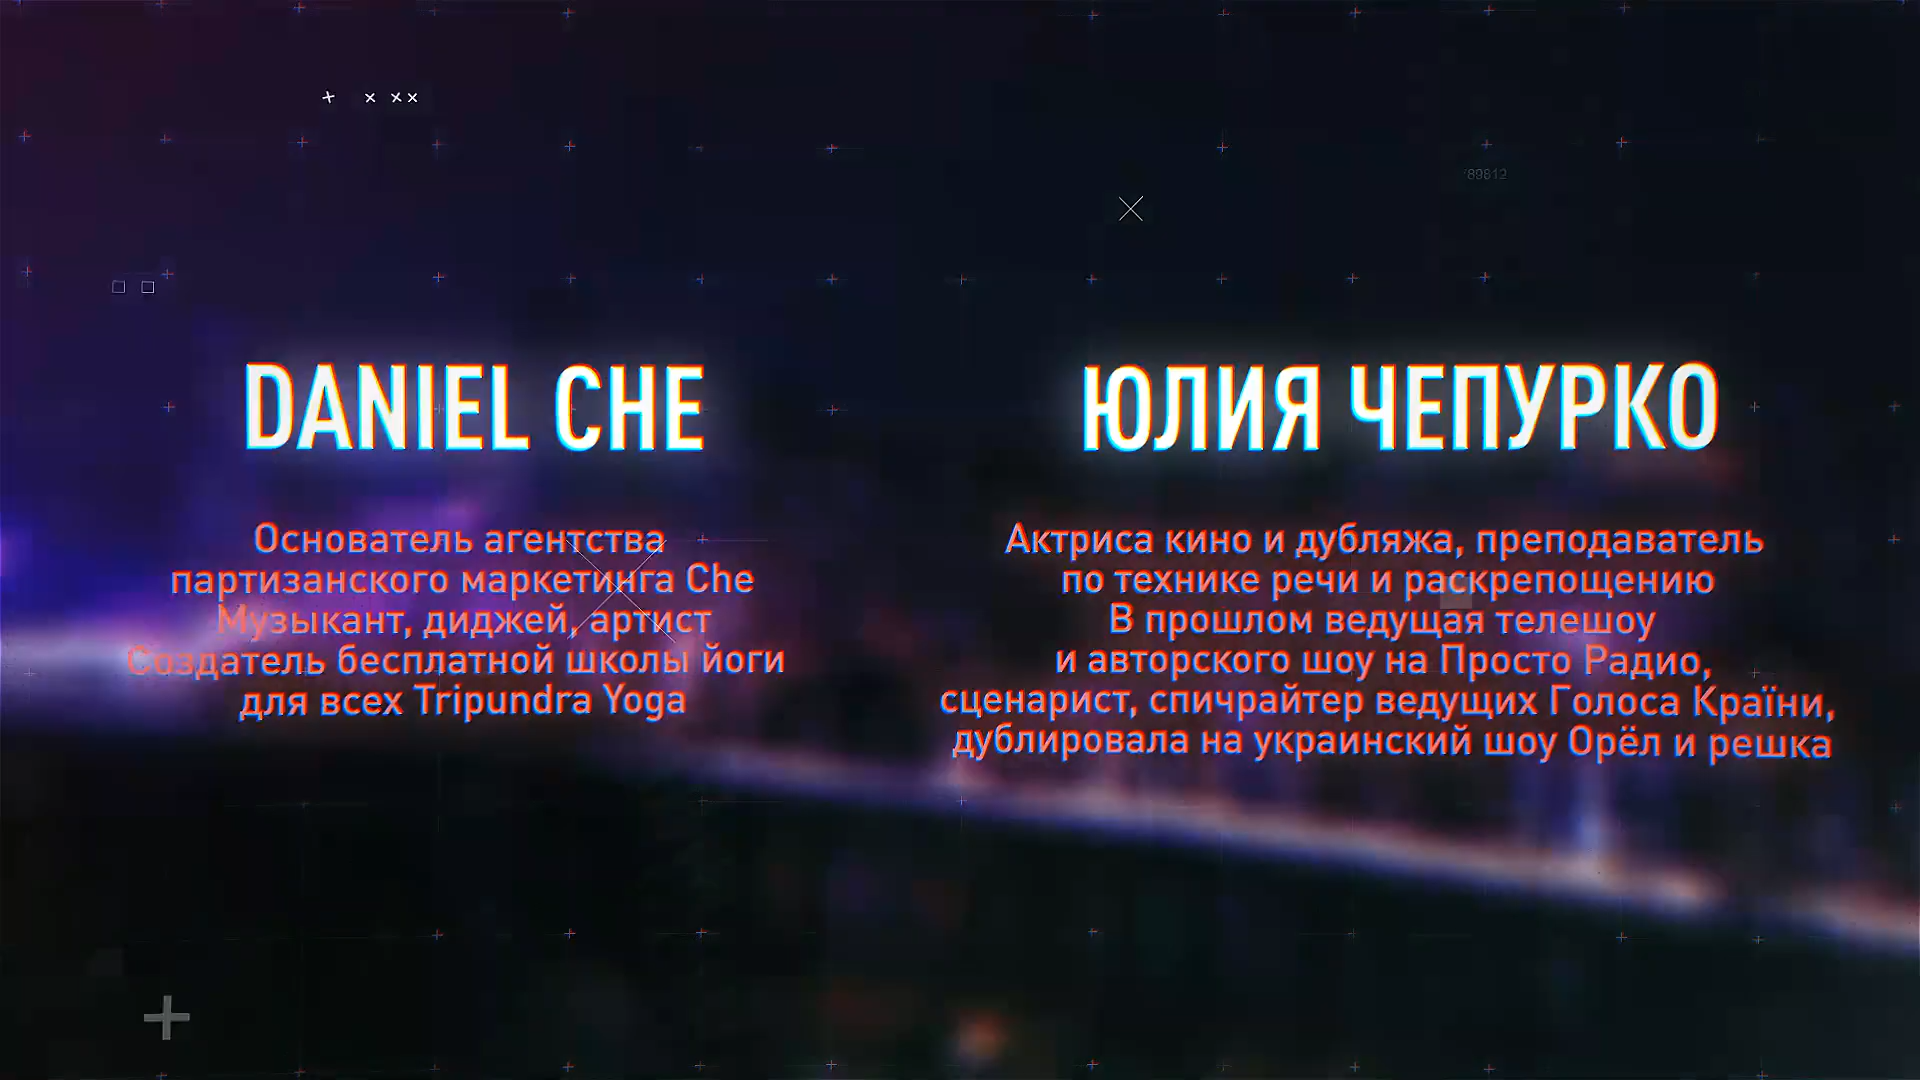 DANIEL CHE
Основатель агентства
партизанского маркетинга Che
Музыкант, диджей, артист
Создатель бесплатной школы йоги
для всех Tripundra Yoga
ЮЛИЯ ЧЕПУРКО
Актриса кино и дубляжа, преподаватель
по технике речи и раскрепощению
В прошлом ведущая телешоу
и авторского шоу на Просто Радио,
сценарист, спичрайтер ведущих Голоса Країни,
дублировала на украинский шоу Орёл и решка